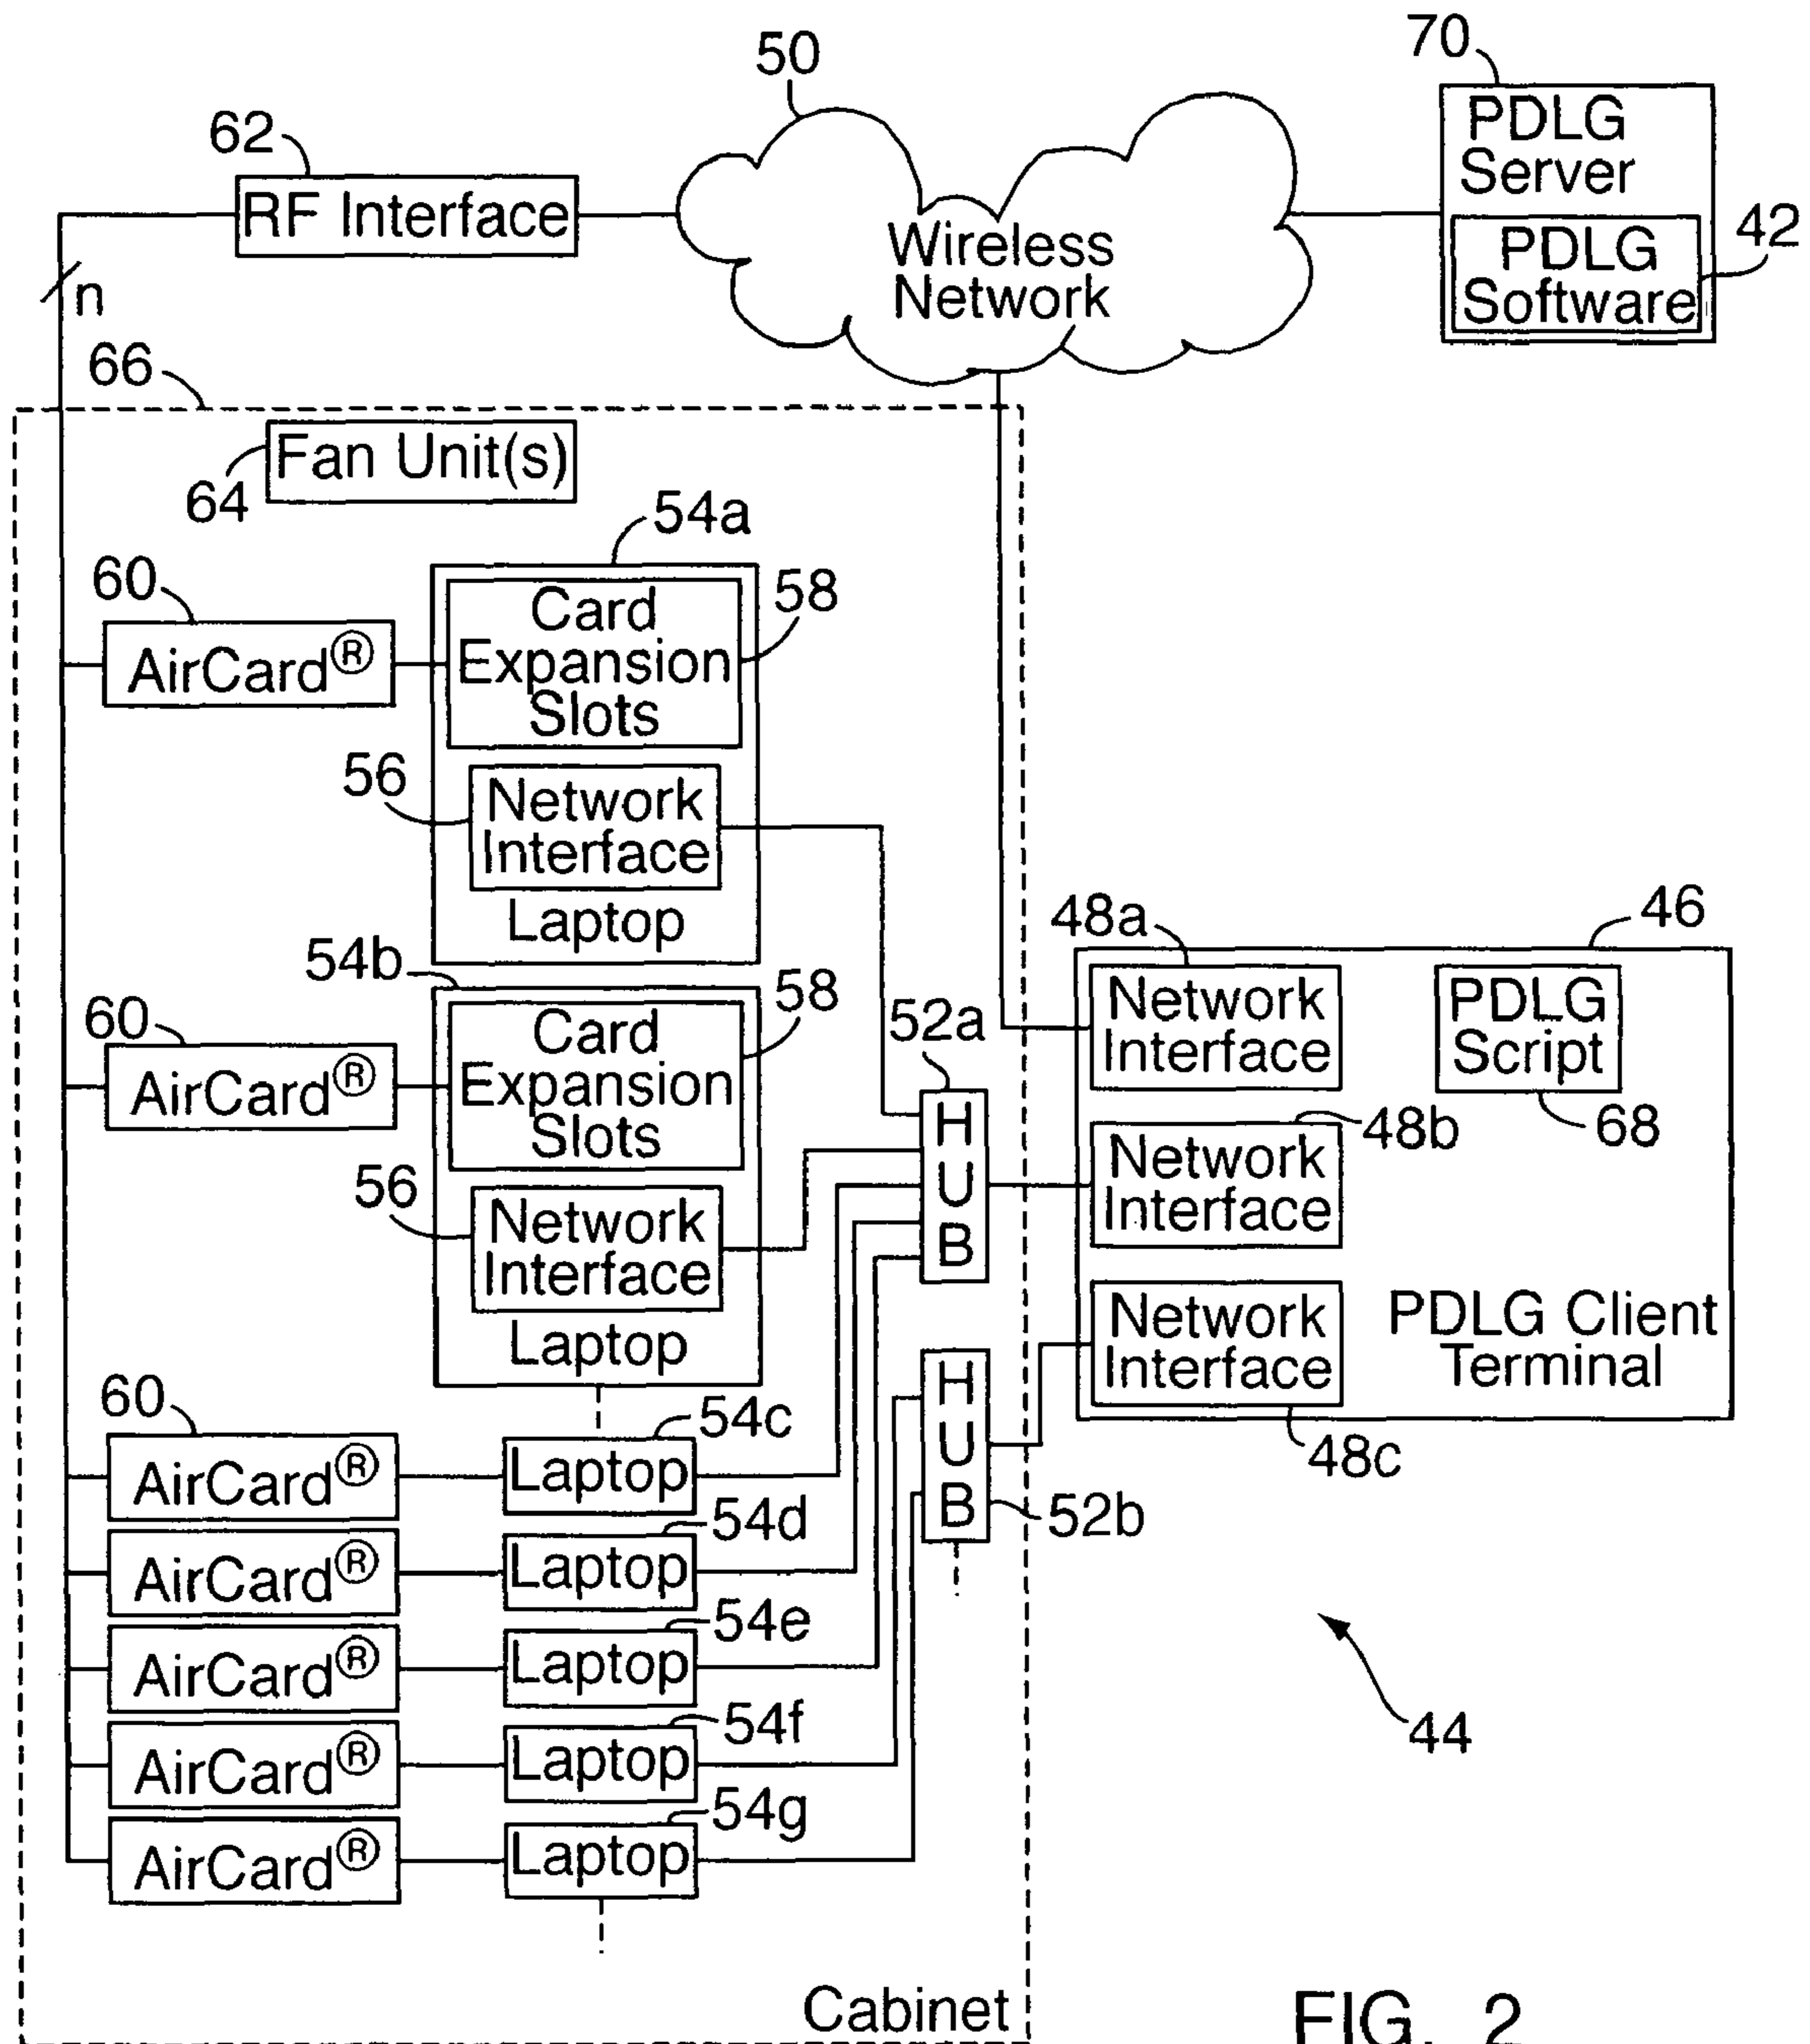 50
70
PDLG
Server
62
RF Interface
Wireless
Network
42
PDLG
Software
n
66
Fan Unit(s)
64
54a
60
AirCard®
Card
Expansion
Slots
58
56
Network
Interface
Laptop
54b
60
AirCard®
Card
Expansion
Slots
58
56
Network
Interface
Laptop
52a
H
U
B
48a
46
Network
Interface
PDLG
Script
68
48b
Network
Interface
Network
Interface
48c
PDLG Client
Terminal
H
U
B
52b
60
AirCard®
Laptop
54c
AirCard®
Laptop
54d
AirCard®
Laptop
54e
AirCard®
Laptop
54f
AirCard®
Laptop
54g
44
Cabinet
FIG. 2